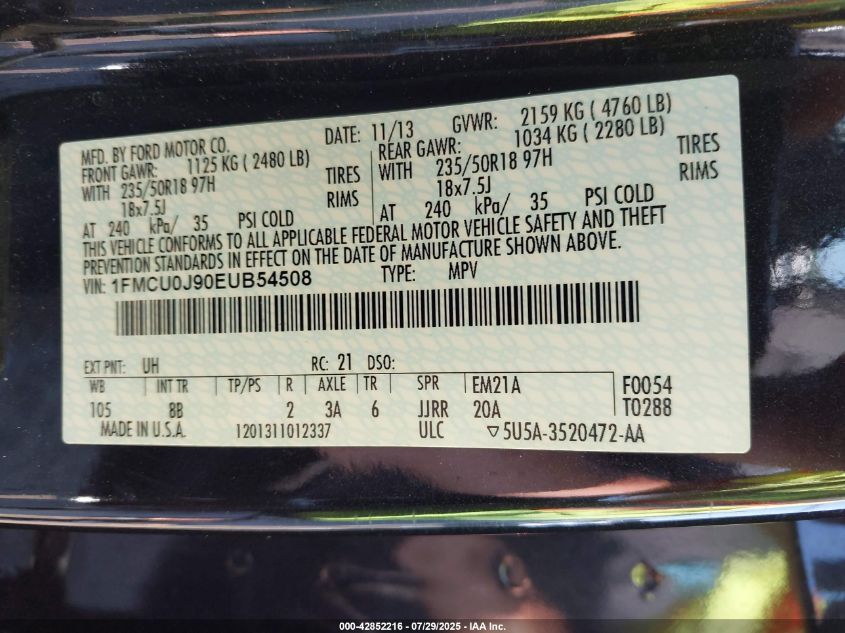 MFD. BY FORD MOTOR CO. DATE: 11/13 GVWR: 2159 KG ( 4760 LB)
FRONT GAWR: 1125 KG ( 2480 LB) REAR GAWR: 1034 KG ( 2280 LB)
WITH 235/50R18 97H TIRES WITH 235/50R18 97H TIRES
18x7.5J RIMS 18x7.5J RIMS
AT 240 kPa/ 35 PSI COLD AT 240 kPa/ 35 PSI COLD
THIS VEHICLE CONFORMS TO ALL APPLICABLE FEDERAL MOTOR VEHICLE SAFETY AND THEFT
PREVENTION STANDARDS IN EFFECT ON THE DATE OF MANUFACTURE SHOWN ABOVE.
VIN: 1FMCU0J90EUB54508 TYPE: MPV
EXT PNT: UH RC: 21 DSO:
WB INT TR TP/PS R AXLE TR SPR EM21A F0054
105 8B 2 3A 6 JJRR 20A T0288
MADE IN U.S.A. 1201311012337 ULC ▽5U5A-3520472-AA
000-42852216 - 07/29/2025 - IAA Inc.